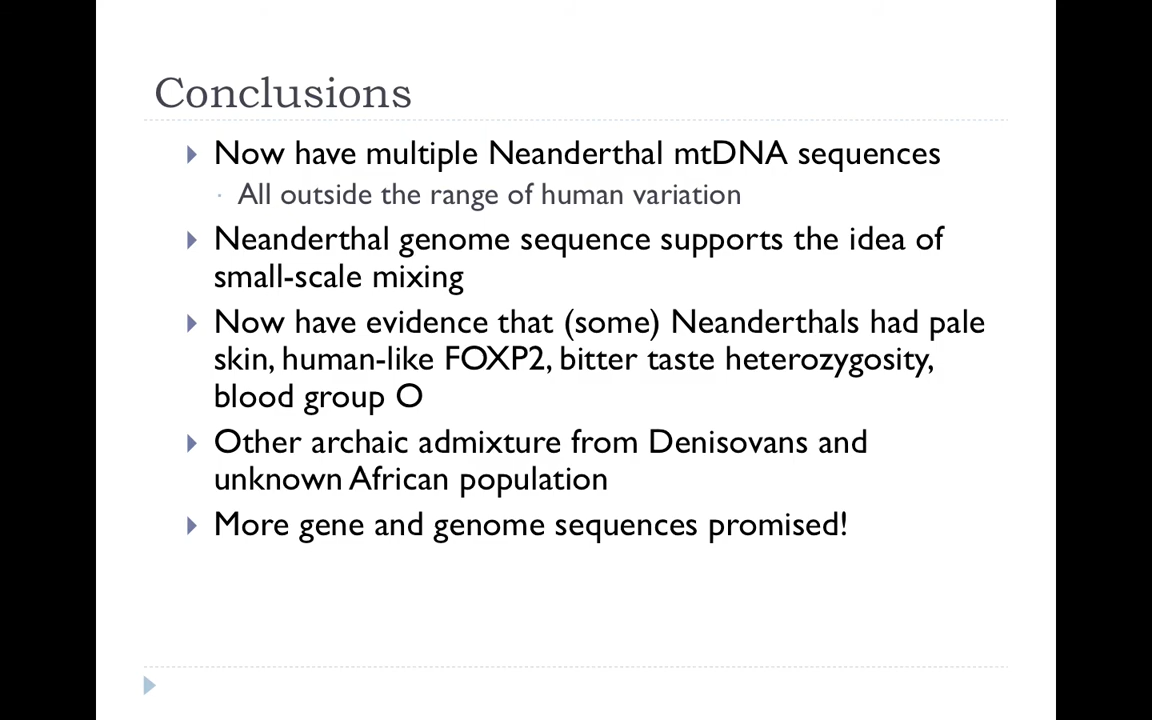 Conclusions
Now have multiple Neanderthal mtDNA sequences
All outside the range of human variation
Neanderthal genome sequence supports the idea of
small-scale mixing
Now have evidence that (some) Neanderthals had pale
skin, human-like FOXP2, bitter taste heterozygosity,
blood group O
Other archaic admixture from Denisovans and
unknown African population
More gene and genome sequences promised!